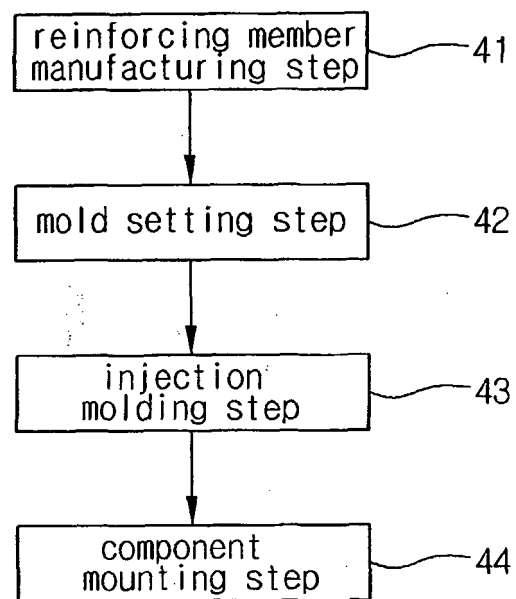 reinforcing member
manufacturing step
41
mold setting step
42
injection
molding step
43
component
mounting step
44